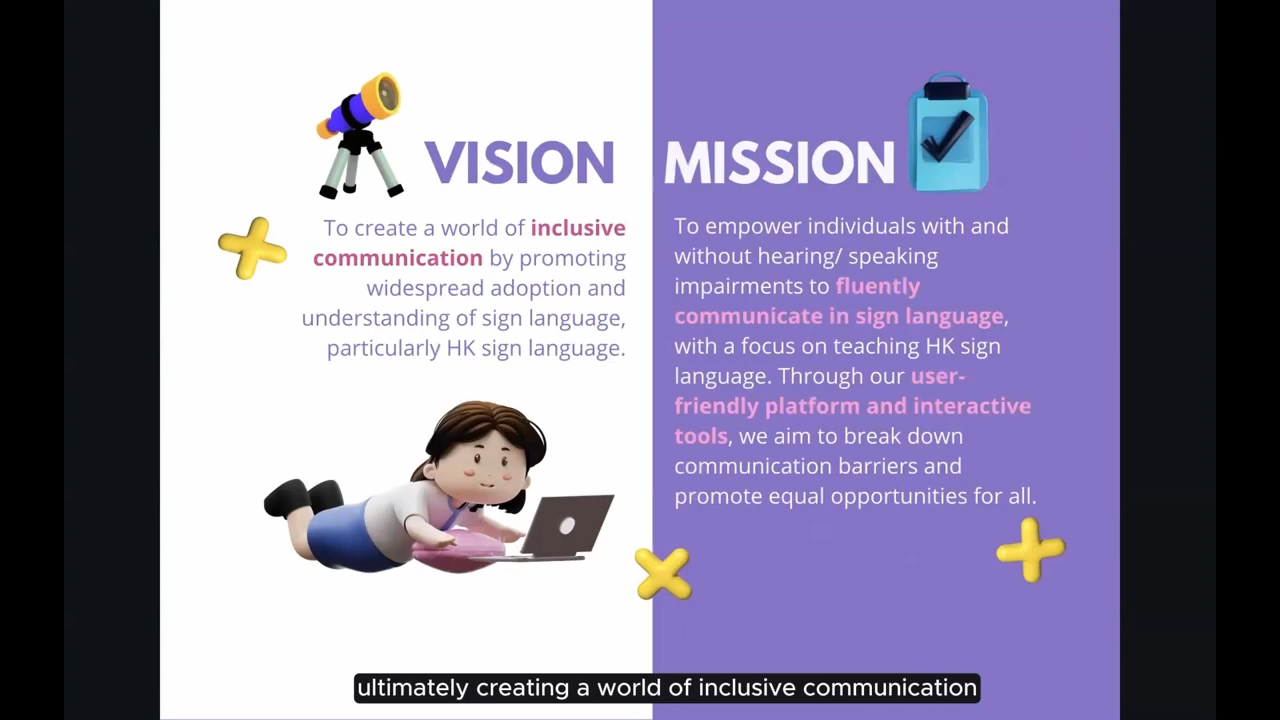 VISION
To create a world of inclusive
communication by promoting
widespread adoption and
understanding of sign language,
particularly HK sign language.
MISSION
To empower individuals with and
without hearing/ speaking
impairments to fluently
communicate in sign language,
with a focus on teaching HK sign
language. Through our user-
friendly platform and interactive
tools, we aim to break down
communication barriers and
promote equal opportunities for all.
ultimately creating a world of inclusive communication